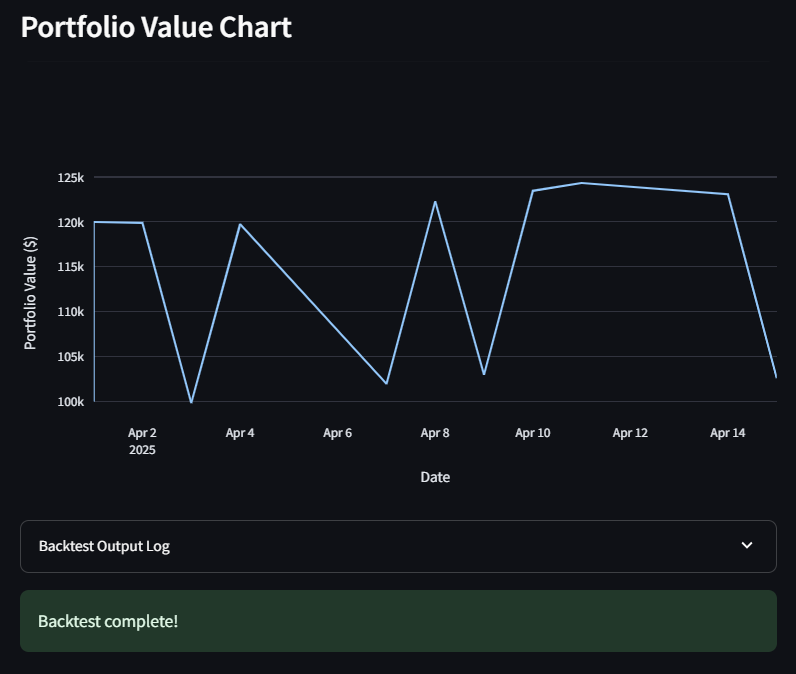 Portfolio Value Chart
125k
120k
115k
110k
105k
100k
Portfolio Value ($)
Apr 2
2025
Apr 4
Apr 6
Apr 8
Apr 10
Apr 12
Apr 14
Date
Backtest Output Log
Backtest complete!